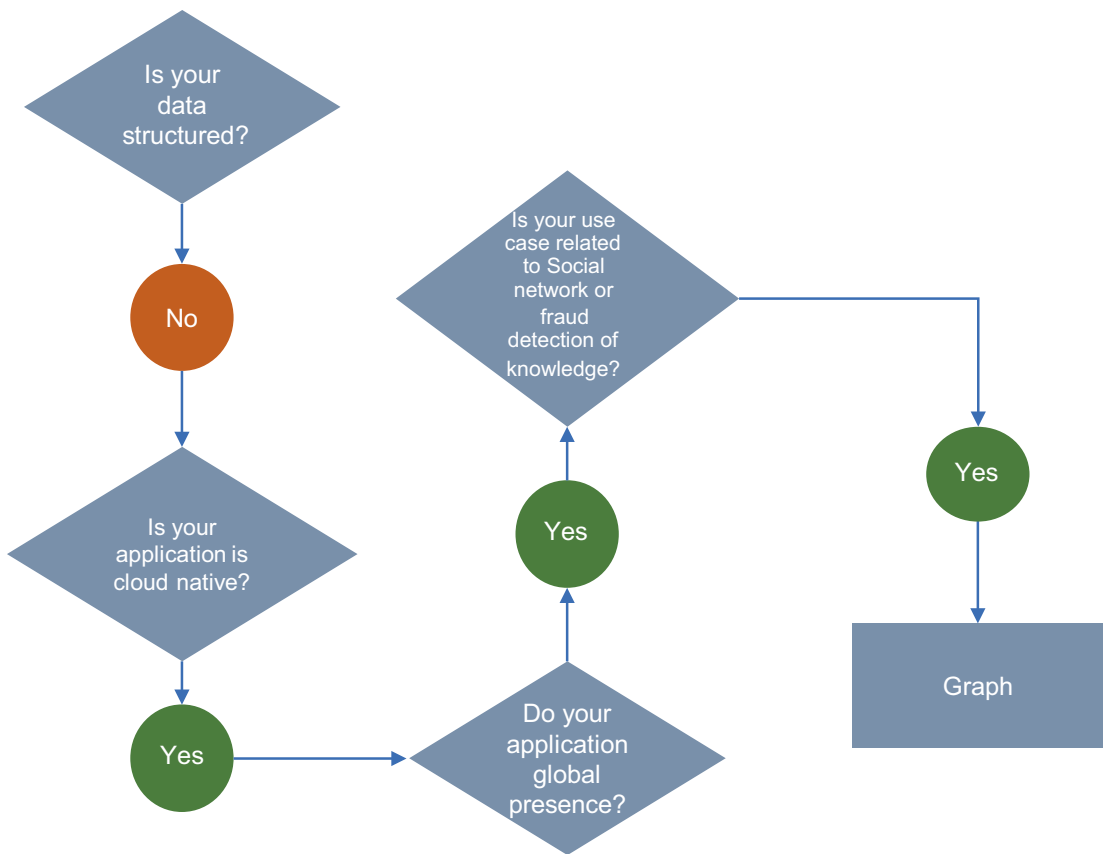 Is your
data
structured?
No
Is your
application is
cloud native?
Yes
Do your
application
global
presence?
Yes
Is your use
case related
to Social
network or
fraud
detection of
knowledge?
Yes
Graph